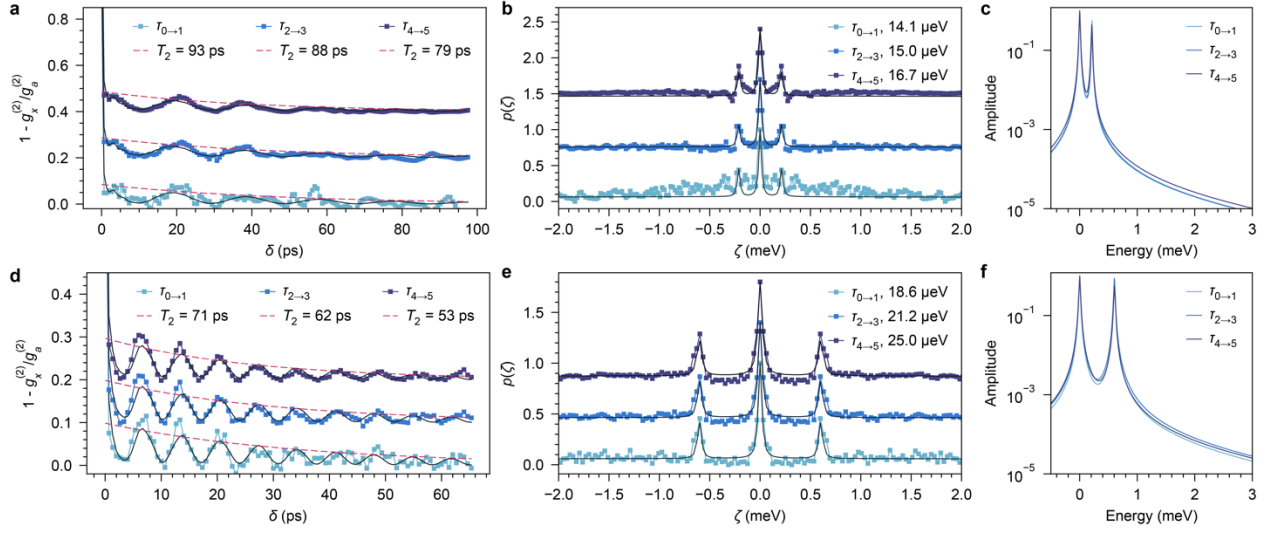 a
0.8
0.6
0.4
0.2
0.0
1 - gₓ⁽²⁾/gₐ⁽²⁾
τ₀→₁ τ₂→₃ τ₄→₅
T₂ = 93 ps T₂ = 88 ps T₂ = 79 ps
0 20 40 60 80 100
δ (ps)
b
2.5
2.0
1.5
1.0
0.5
0.0
p(ζ)
τ₀→₁, 14.1 μeV
τ₂→₃, 15.0 μeV
τ₄→₅, 16.7 μeV
−2.0 −1.5 −1.0 −0.5 0.0 0.5 1.0 1.5 2.0
ζ (meV)
c
10⁻¹
10⁻³
10⁻⁵
Amplitude
τ₀→₁
τ₂→₃
τ₄→₅
0 1 2 3
Energy (meV)
d
0.4
0.3
0.2
0.1
0.0
1 - gₓ⁽²⁾/gₐ⁽²⁾
τ₀→₁ τ₂→₃ τ₄→₅
T₂ = 71 ps T₂ = 62 ps T₂ = 53 ps
0 10 20 30 40 50 60
δ (ps)
e
1.5
1.0
0.5
0.0
p(ζ)
τ₀→₁, 18.6 μeV
τ₂→₃, 21.2 μeV
τ₄→₅, 25.0 μeV
−2.0 −1.5 −1.0 −0.5 0.0 0.5 1.0 1.5 2.0
ζ (meV)
f
10⁻¹
10⁻³
10⁻⁵
Amplitude
τ₀→₁
τ₂→₃
τ₄→₅
0 1 2 3
Energy (meV)